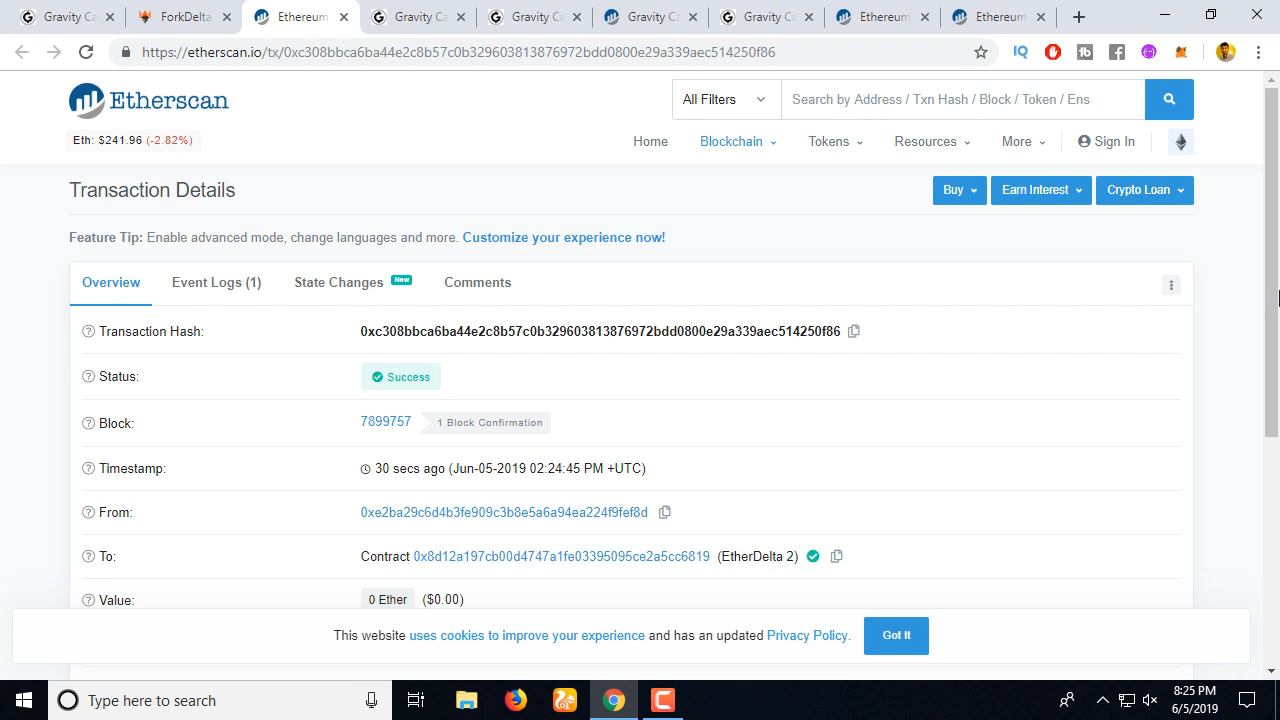 Gravity Ca
ForkDelta
Ethereum
Gravity Ca
Gravity Ca
Gravity Ca
Gravity Ca
Ethereum
Ethereum
https://etherscan.io/tx/0xc308bbca6ba44e2c8b57c0b329603813876972bdd0800e29a339aec514250f86
IQ
Etherscan
All Filters
Search by Address / Txn Hash / Block / Token / Ens
Eth: $241.96 (-2.82%)
Home
Blockchain
Tokens
Resources
More
Sign In
Transaction Details
Buy
Earn Interest
Crypto Loan
Feature Tip: Enable advanced mode, change languages and more. Customize your experience now!
Overview
Event Logs (1)
State Changes New
Comments
Transaction Hash:
0xc308bbca6ba44e2c8b57c0b329603813876972bdd0800e29a339aec514250f86
Status:
Success
Block:
7899757
1 Block Confirmation
Timestamp:
30 secs ago (Jun-05-2019 02:24:45 PM +UTC)
From:
0xe2ba29c6d4b3fe909c3b8e5a6a94ea224f9fef8d
To:
Contract 0x8d12a197cb00d4747a1fe03395095ce2a5cc6819 (EtherDelta 2)
Value:
0 Ether ($0.00)
This website uses cookies to improve your experience and has an updated Privacy Policy.
Got It
Type here to search
8:25 PM
6/5/2019